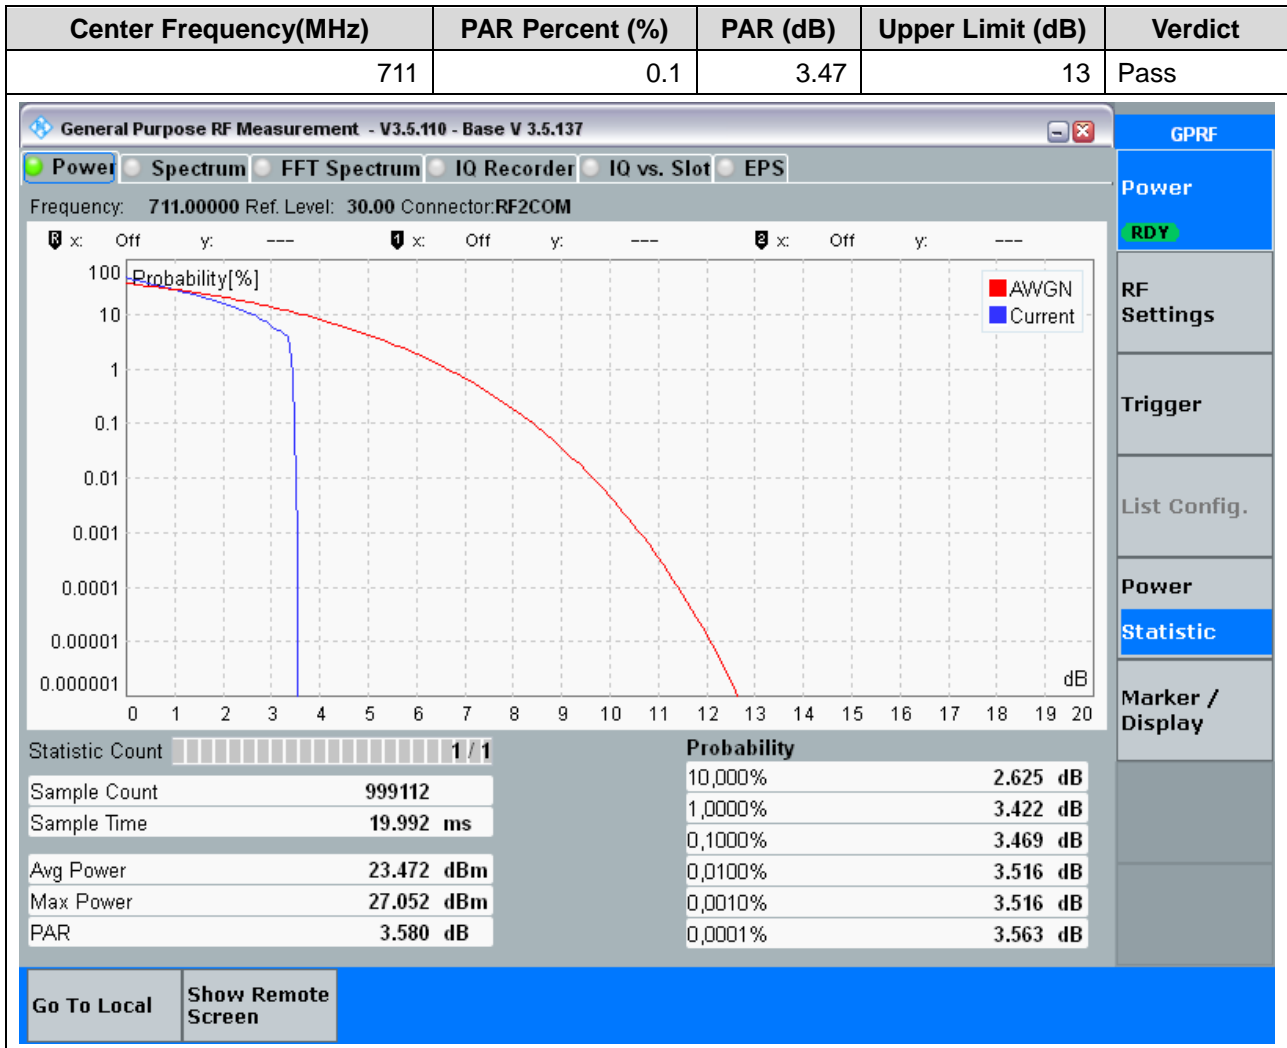 Center Frequency(MHz) PAR Percent (%) PAR (dB) Upper Limit (dB) Verdict
711 0.1 3.47 13 Pass
General Purpose RF Measurement - V3.5.110 - Base V 3.5.137
GPRF
Power Spectrum FFT Spectrum IQ Recorder IQ vs. Slot EPS
Frequency: 711.00000 Ref. Level: 30.00 Connector:RF2COM
R x: Off y: --- 1 x: Off y: --- 2 x: Off y: ---
Probability[%]
AWGN
Current
100
10
1
0.1
0.01
0.001
0.0001
0.00001
0.000001
dB
0 1 2 3 4 5 6 7 8 9 10 11 12 13 14 15 16 17 18 19 20
Statistic Count 1 / 1
Sample Count 999112
Sample Time 19.992 ms
Avg Power 23.472 dBm
Max Power 27.052 dBm
PAR 3.580 dB
Probability
10,000% 2.625 dB
1,0000% 3.422 dB
0,1000% 3.469 dB
0,0100% 3.516 dB
0,0010% 3.516 dB
0,0001% 3.563 dB
Power
RDY
RF
Settings
Trigger
List Config.
Power
Statistic
Marker /
Display
Go To Local
Show Remote
Screen